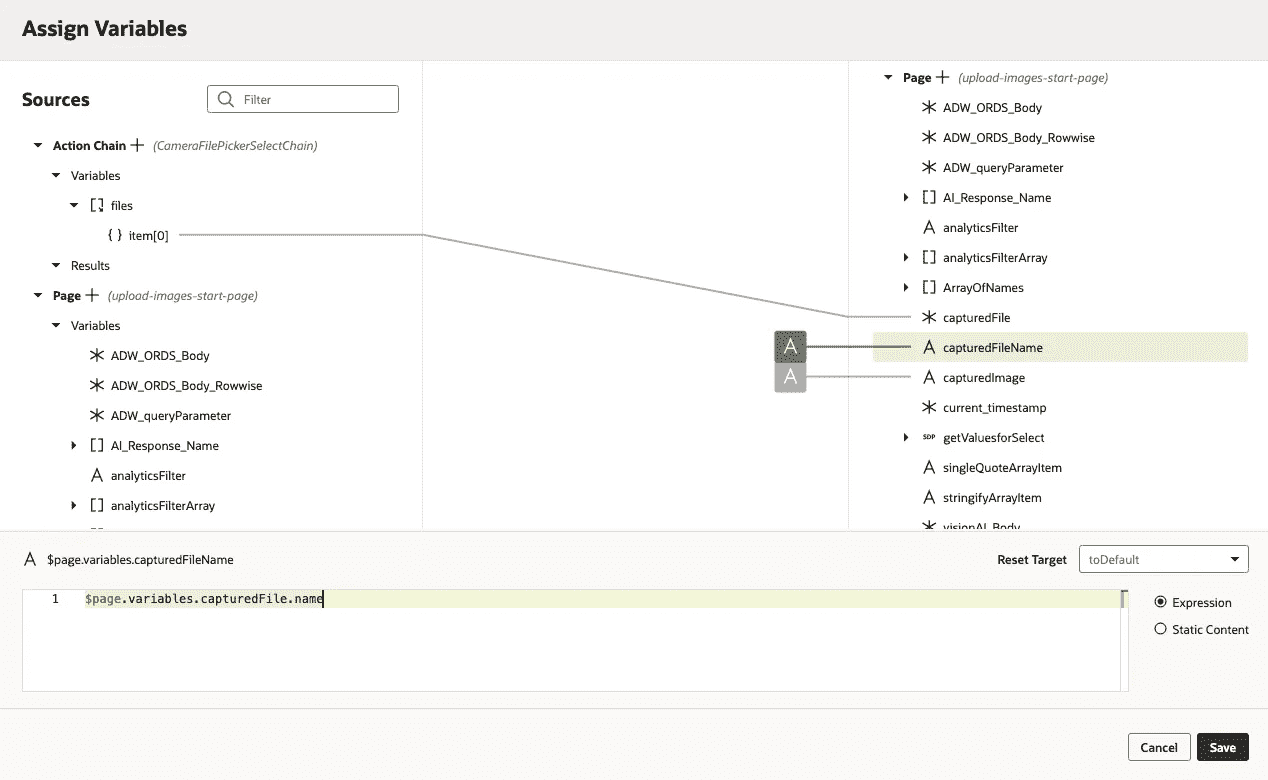 Assign Variables
Sources
Filter
Action Chain + (CameraFilePickerSelectChain)
Variables
[] files
{ } item[0]
Results
Page + (upload-images-start-page)
Variables
ADW_ORDS_Body
ADW_ORDS_Body_Rowwise
ADW_queryParameter
[] AI_Response_Name
A analyticsFilter
[] analyticsFilterArray
Page + (upload-images-start-page)
ADW_ORDS_Body
ADW_ORDS_Body_Rowwise
ADW_queryParameter
[] AI_Response_Name
A analyticsFilter
[] analyticsFilterArray
[] ArrayOfNames
capturedFile
A A capturedFileName
A A capturedImage
current_timestamp
SDP getValuesforSelect
A singleQuoteArrayItem
A stringifyArrayItem
visionAI_Body
A $page.variables.capturedFileName
Reset Target toDefault
1 $page.variables.capturedFile.name
Expression
Static Content
Cancel Save